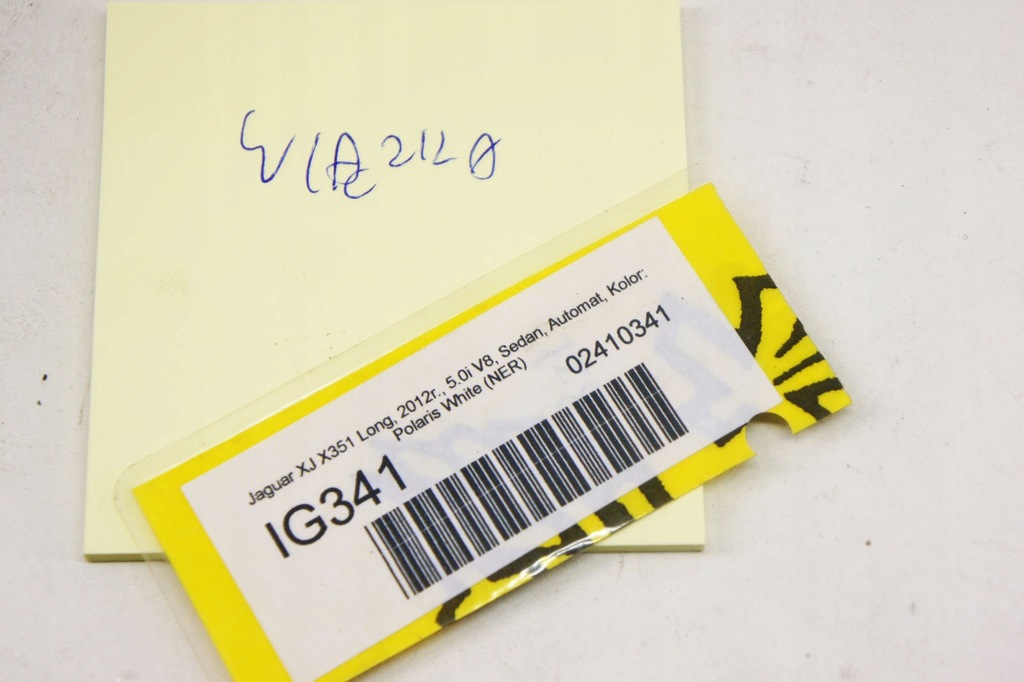 Jaguar XJ X351 Long, 2012r., 5.0i V8, Sedan, Automat, Kolor:
Polaris White (NER)
02410341
IG341